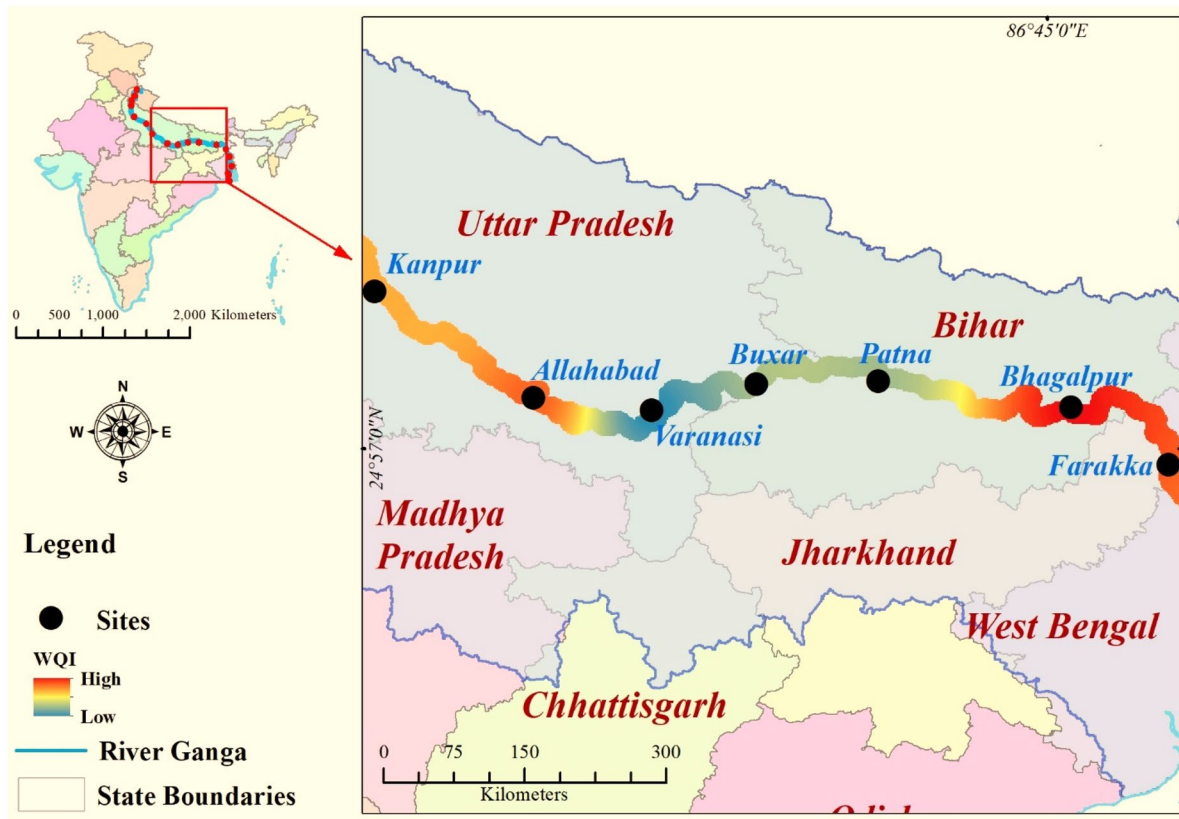 86°45'0"E
Uttar Pradesh
Kanpur
0 500 1,000 2,000 Kilometers
Bihar
Buxar
Patna
Allahabad
Bhagalpur
Varanasi
Farakka
24°57'0"N
N
W E
S
Madhya
Pradesh
Jharkhand
Legend
Sites
West Bengal
WQI
High
Low
Chhattisgarh
River Ganga
0 75 150 300
Kilometers
State Boundaries